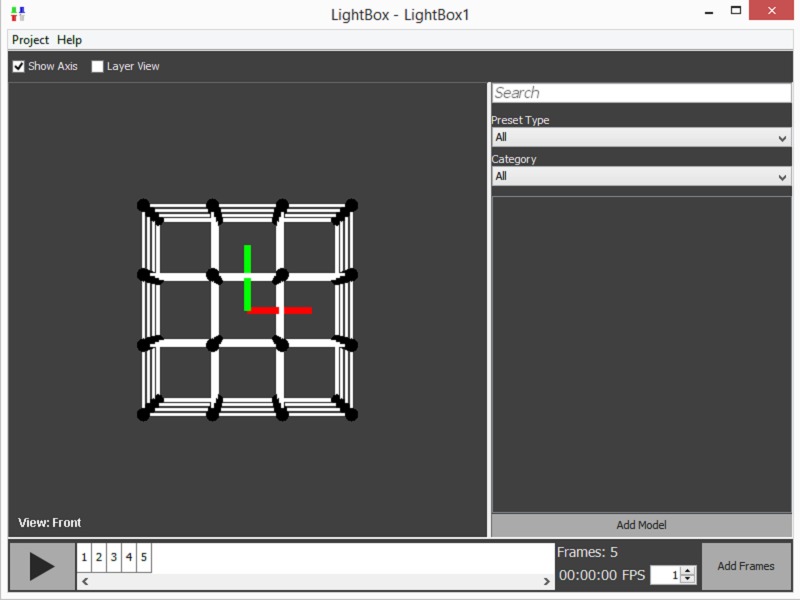 LightBox - LightBox1
Project Help
Show Axis Layer View
Search
Preset Type
All
Category
All
View: Front
Add Model
1 2 3 4 5
Frames: 5
00:00:00 FPS 1
Add Frames